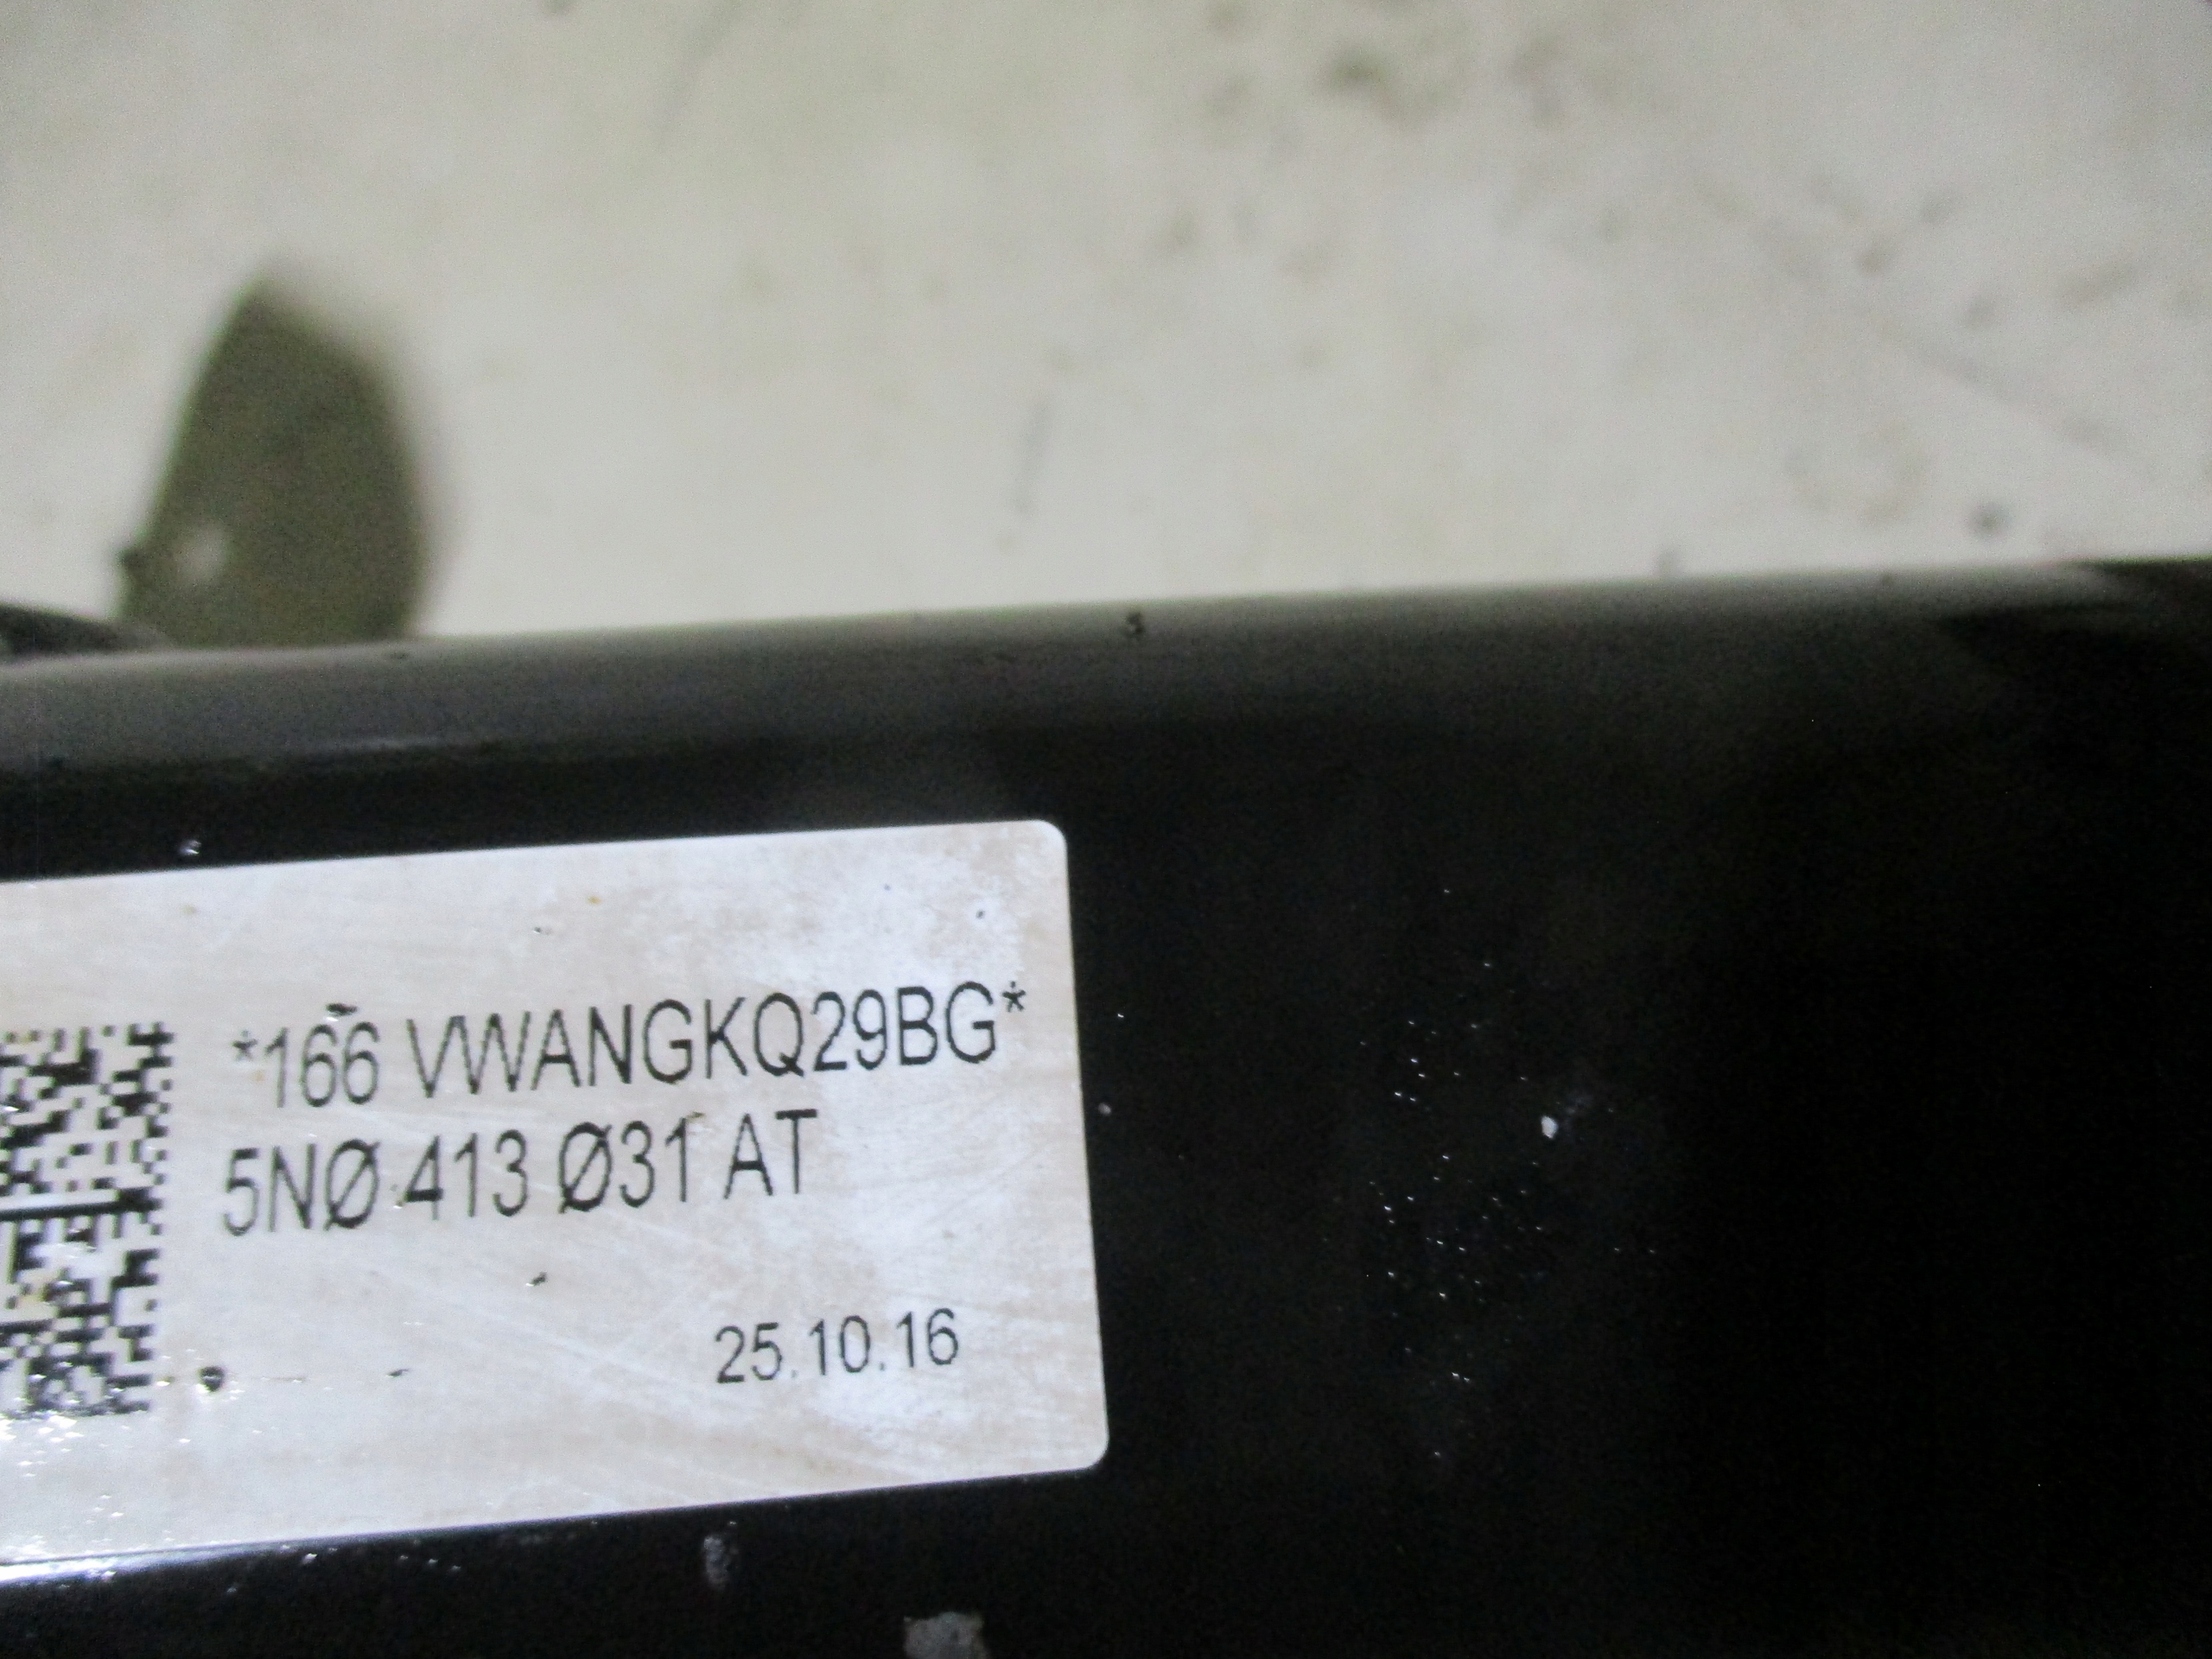 *166 VWANGKQ29BG*
5NØ 413 Ø31 AT
25.10.16